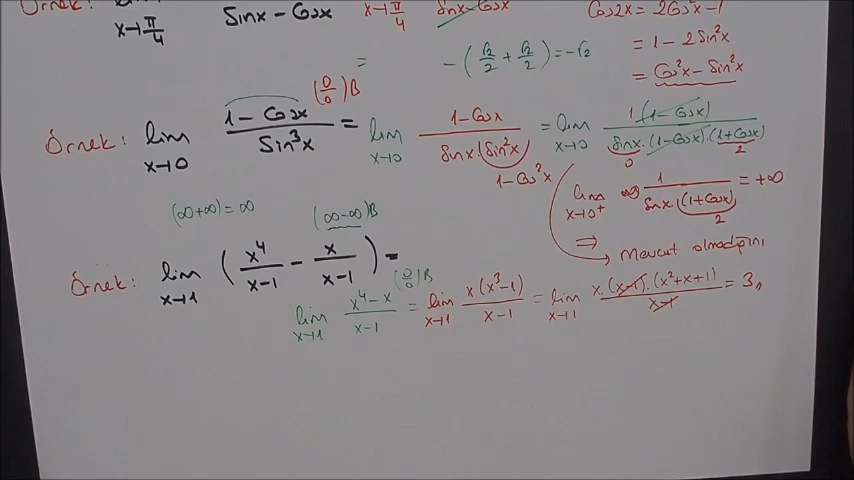 Örnek: lim x→π/4 Sinx - Cosx x→π/4 Sinx - Cosx Cos2x = 2Cos²x - 1
= -(√2/2 + √2/2) = -√2 = 1 - 2Sin²x
= Cos²x - Sin²x
(0/0)B
Örnek: lim x→0 (1 - Cosx)/(Sin³x) = lim x→0 (1 - Cosx)/(Sinx.(Sin²x)) = lim x→0 1(1 - Cosx)/(Sinx.(1-Cosx).(1+Cosx)) 0 2
1 - Cos²x
lim x→0⁺ ⇒ 1/(Sinx.(1+Cosx)) = +∞ 2
(∞+∞) = ∞ (∞-∞)B
⇒ Mevcut olmadığını
Örnek: lim x→1 (x⁴/(x-1) - x/(x-1)) =
(0/0)B
lim x→1 (x⁴-x)/(x-1) = lim x→1 x(x³-1)/(x-1) = lim x→1 x.(x-1).(x²+x+1)/(x-1) = 3,,